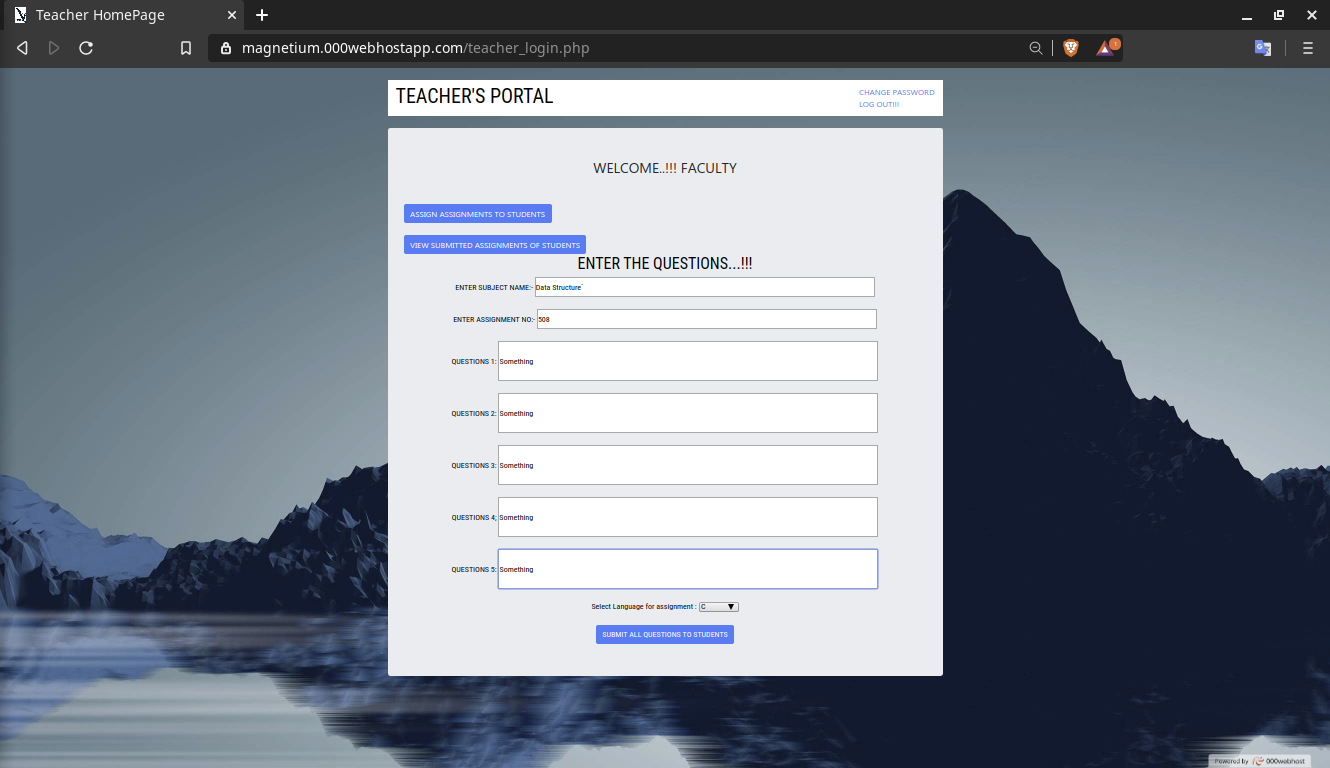 Teacher HomePage
magnetium.000webhostapp.com/teacher_login.php
1
TEACHER'S PORTAL
CHANGE PASSWORD
LOG OUT!!!
WELCOME..!!! FACULTY
ASSIGN ASSIGNMENTS TO STUDENTS
VIEW SUBMITTED ASSIGNMENTS OF STUDENTS
ENTER THE QUESTIONS...!!!
ENTER SUBJECT NAME:- Data Structure`
ENTER ASSIGNMENT NO:- 508
QUESTIONS 1: Something
QUESTIONS 2: Something
QUESTIONS 3: Something
QUESTIONS 4; Something
QUESTIONS 5: Something
Select Language for assignment : C
SUBMIT ALL QUESTIONS TO STUDENTS
Powered by 000webhost